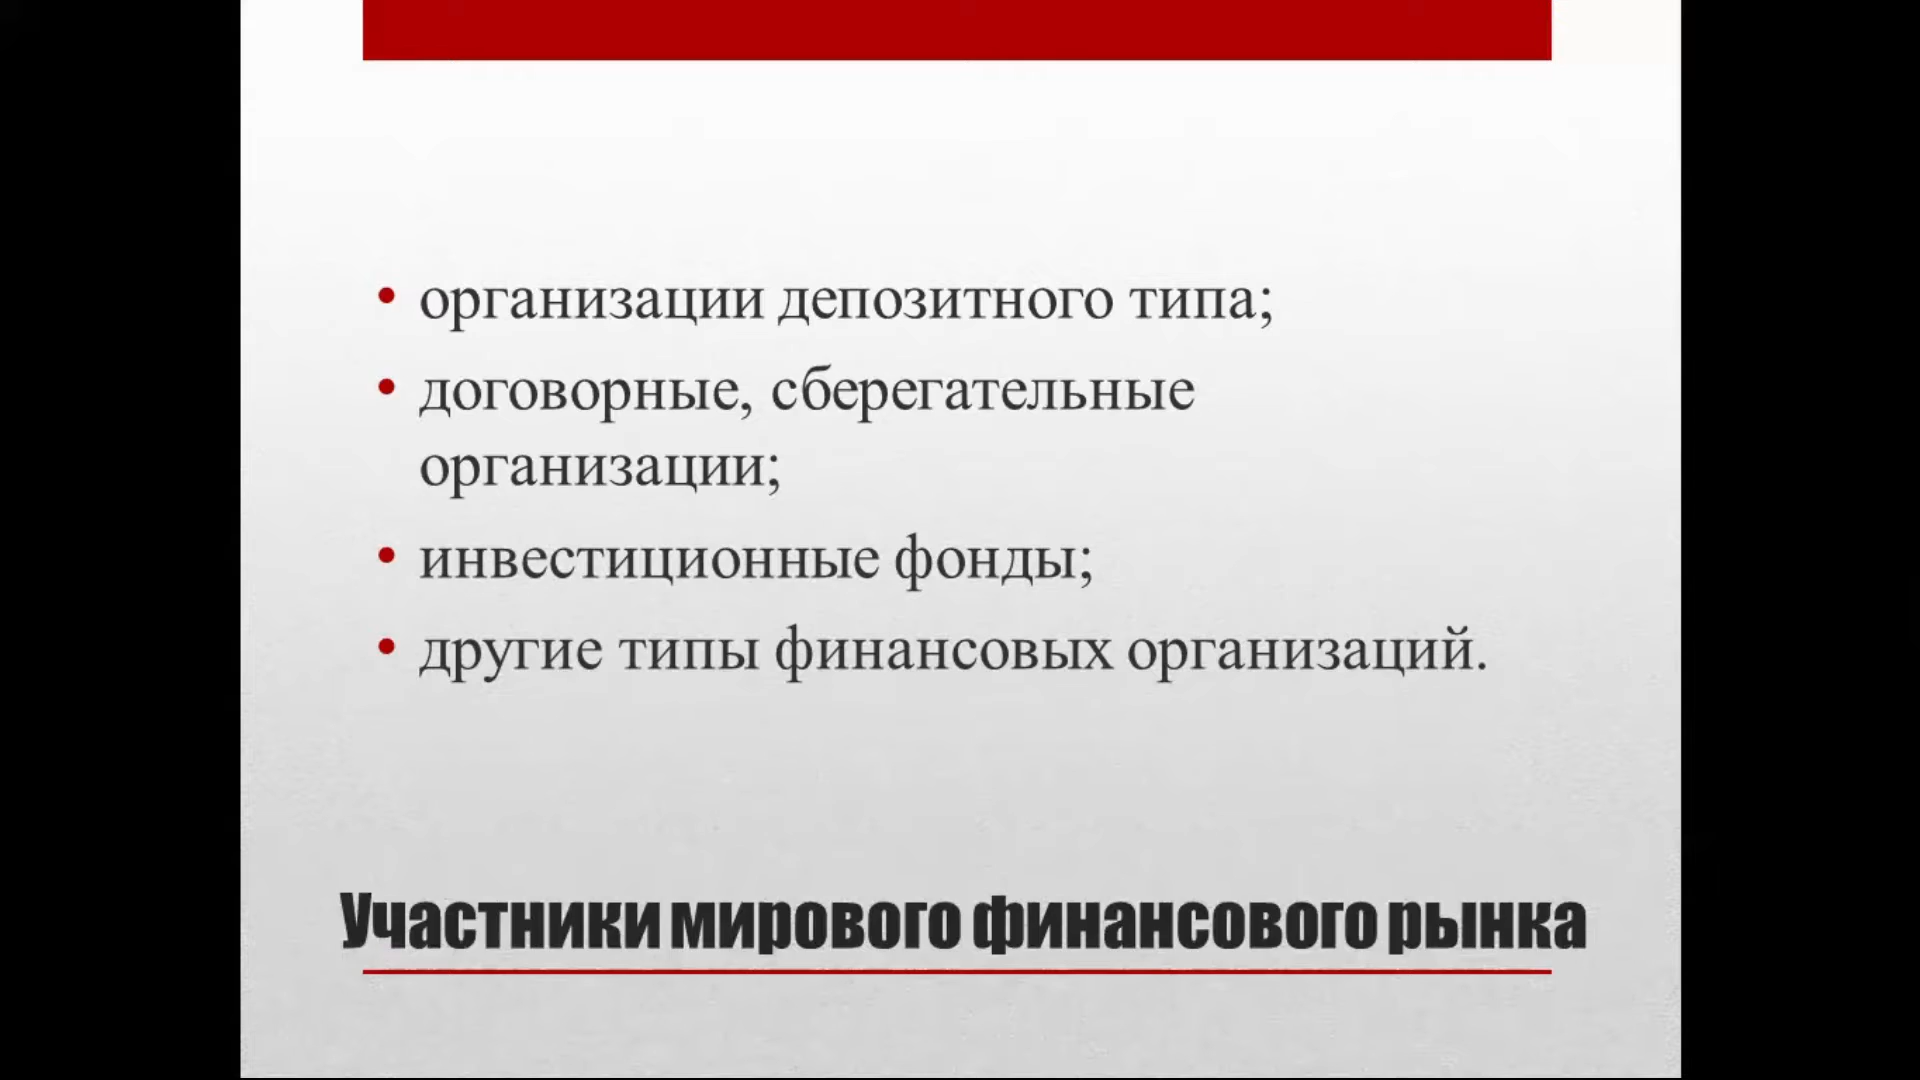 • организации депозитного типа;
• договорные, сберегательные
организации;
• инвестиционные фонды;
• другие типы финансовых организаций.
Участники мирового финансового рынка